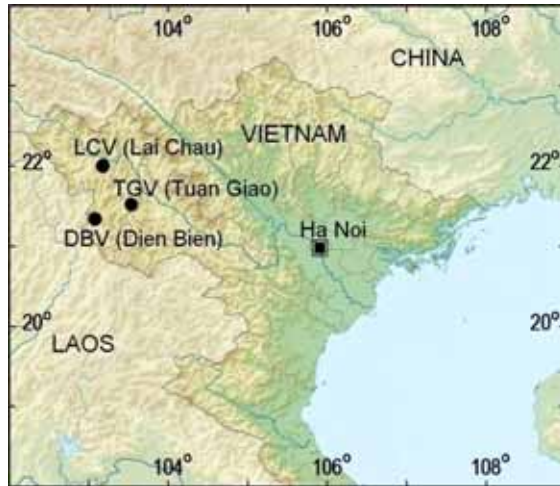 104° 106° 108°
CHINA
VIETNAM
LCV (Lai Chau)
22° 22°
TGV (Tuan Giao)
DBV (Dien Bien)
Ha Noi
20° 20°
LAOS
104° 106° 108°